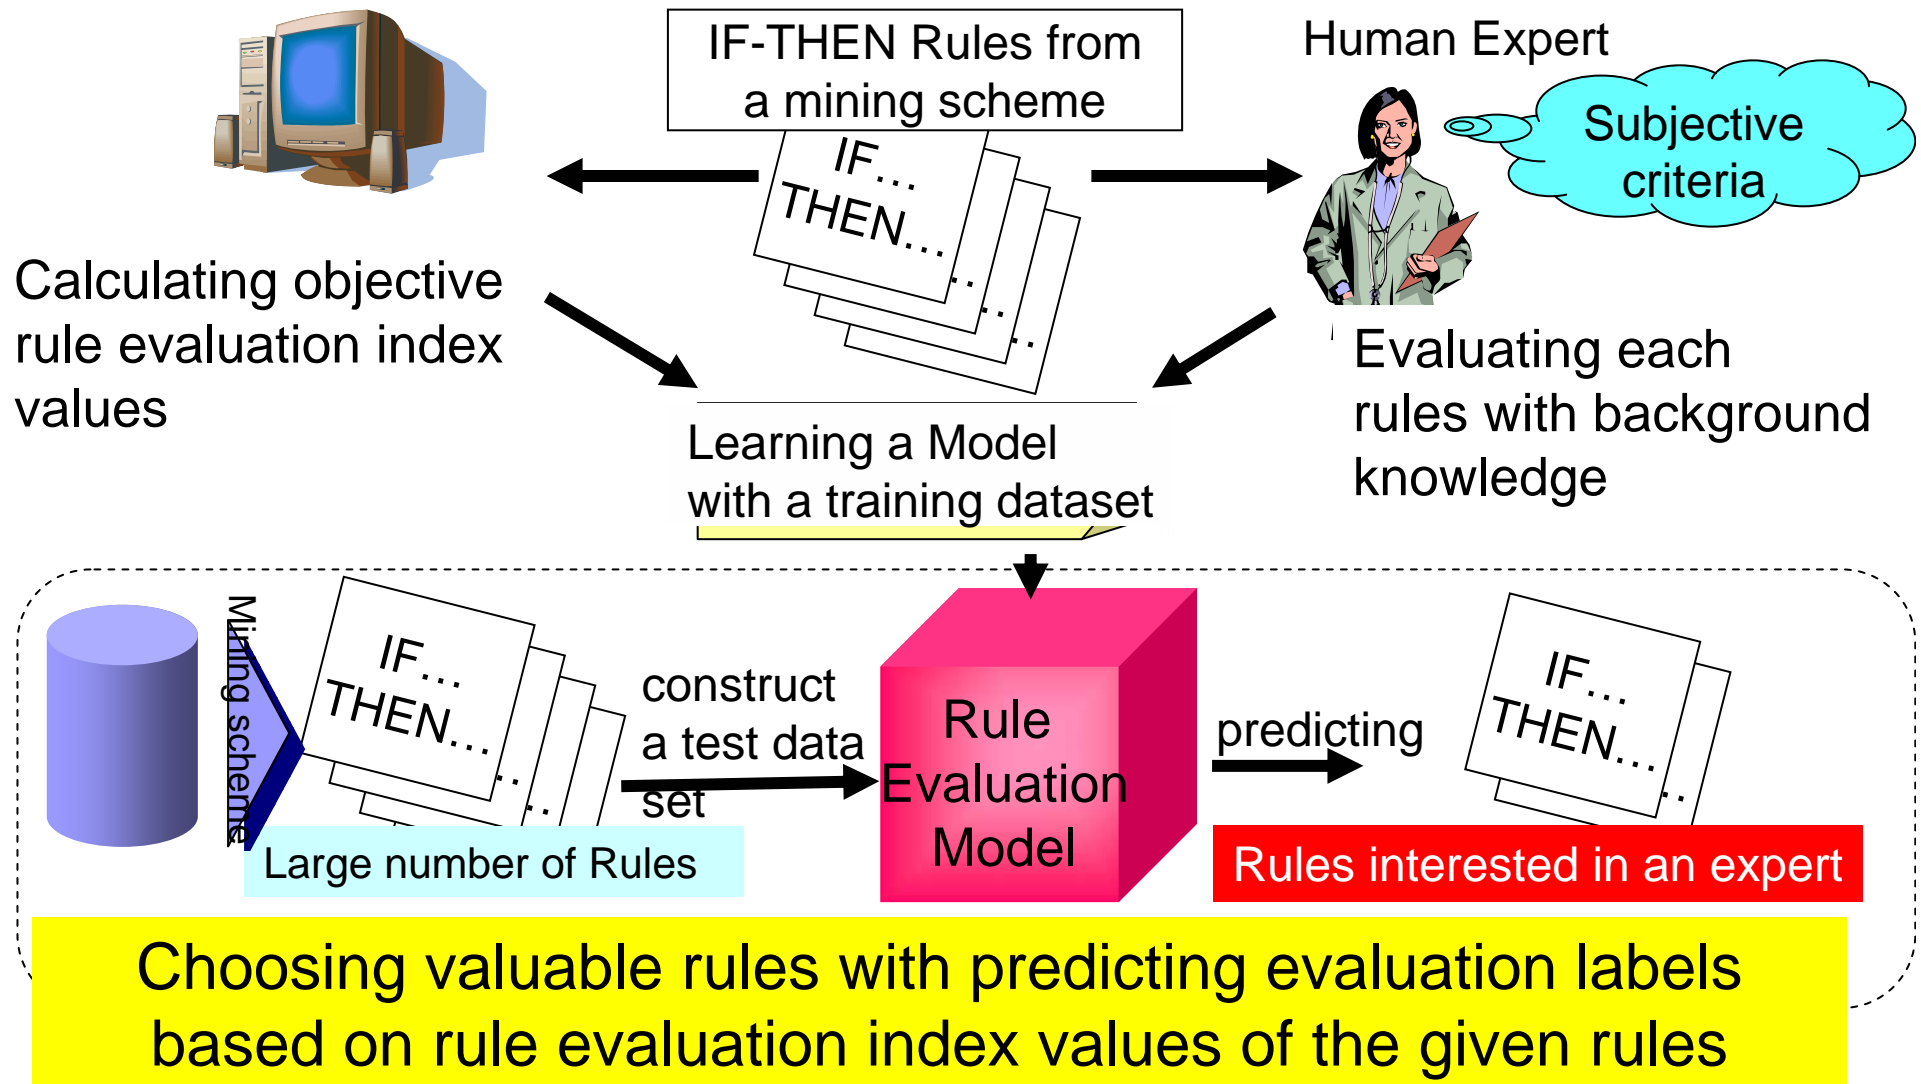 IF-THEN Rules from
a mining scheme
Human Expert
Subjective
criteria
IF...
THEN...
...
...
...
Calculating objective
rule evaluation index
values
Evaluating each
rules with background
knowledge
Learning a Model
with a training dataset
Mining scheme
IF...
THEN...
...
...
construct
a test data
set
Rule
Evaluation
Model
predicting
IF...
THEN...
...
Large number of Rules
Rules interested in an expert
Choosing valuable rules with predicting evaluation labels
based on rule evaluation index values of the given rules